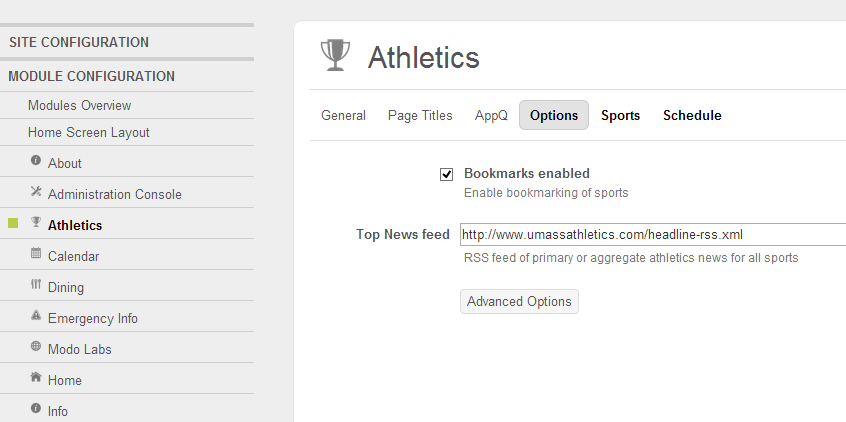 SITE CONFIGURATION
MODULE CONFIGURATION
Modules Overview
Home Screen Layout
About
Administration Console
Athletics
Calendar
Dining
Emergency Info
Modo Labs
Home
Info
Athletics
General Page Titles AppQ Options Sports Schedule
Bookmarks enabled
Enable bookmarking of sports
Top News feed http://www.umassathletics.com/headline-rss.xml
RSS feed of primary or aggregate athletics news for all sports
Advanced Options